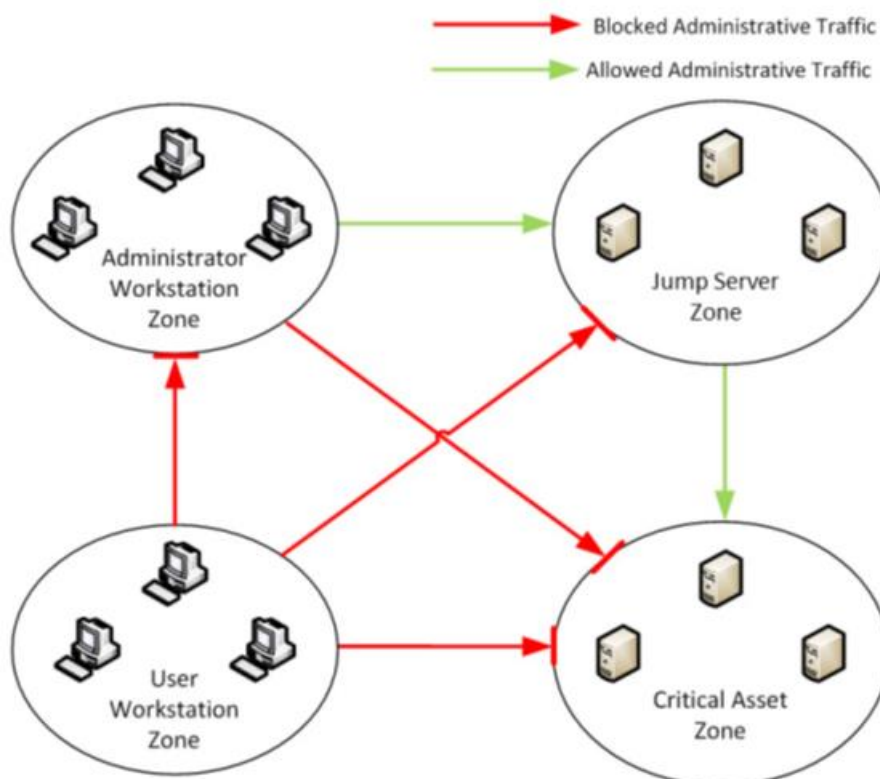 Blocked Administrative Traffic
Allowed Administrative Traffic
Administrator
Workstation
Zone
Jump Server
Zone
User
Workstation
Zone
Critical Asset
Zone